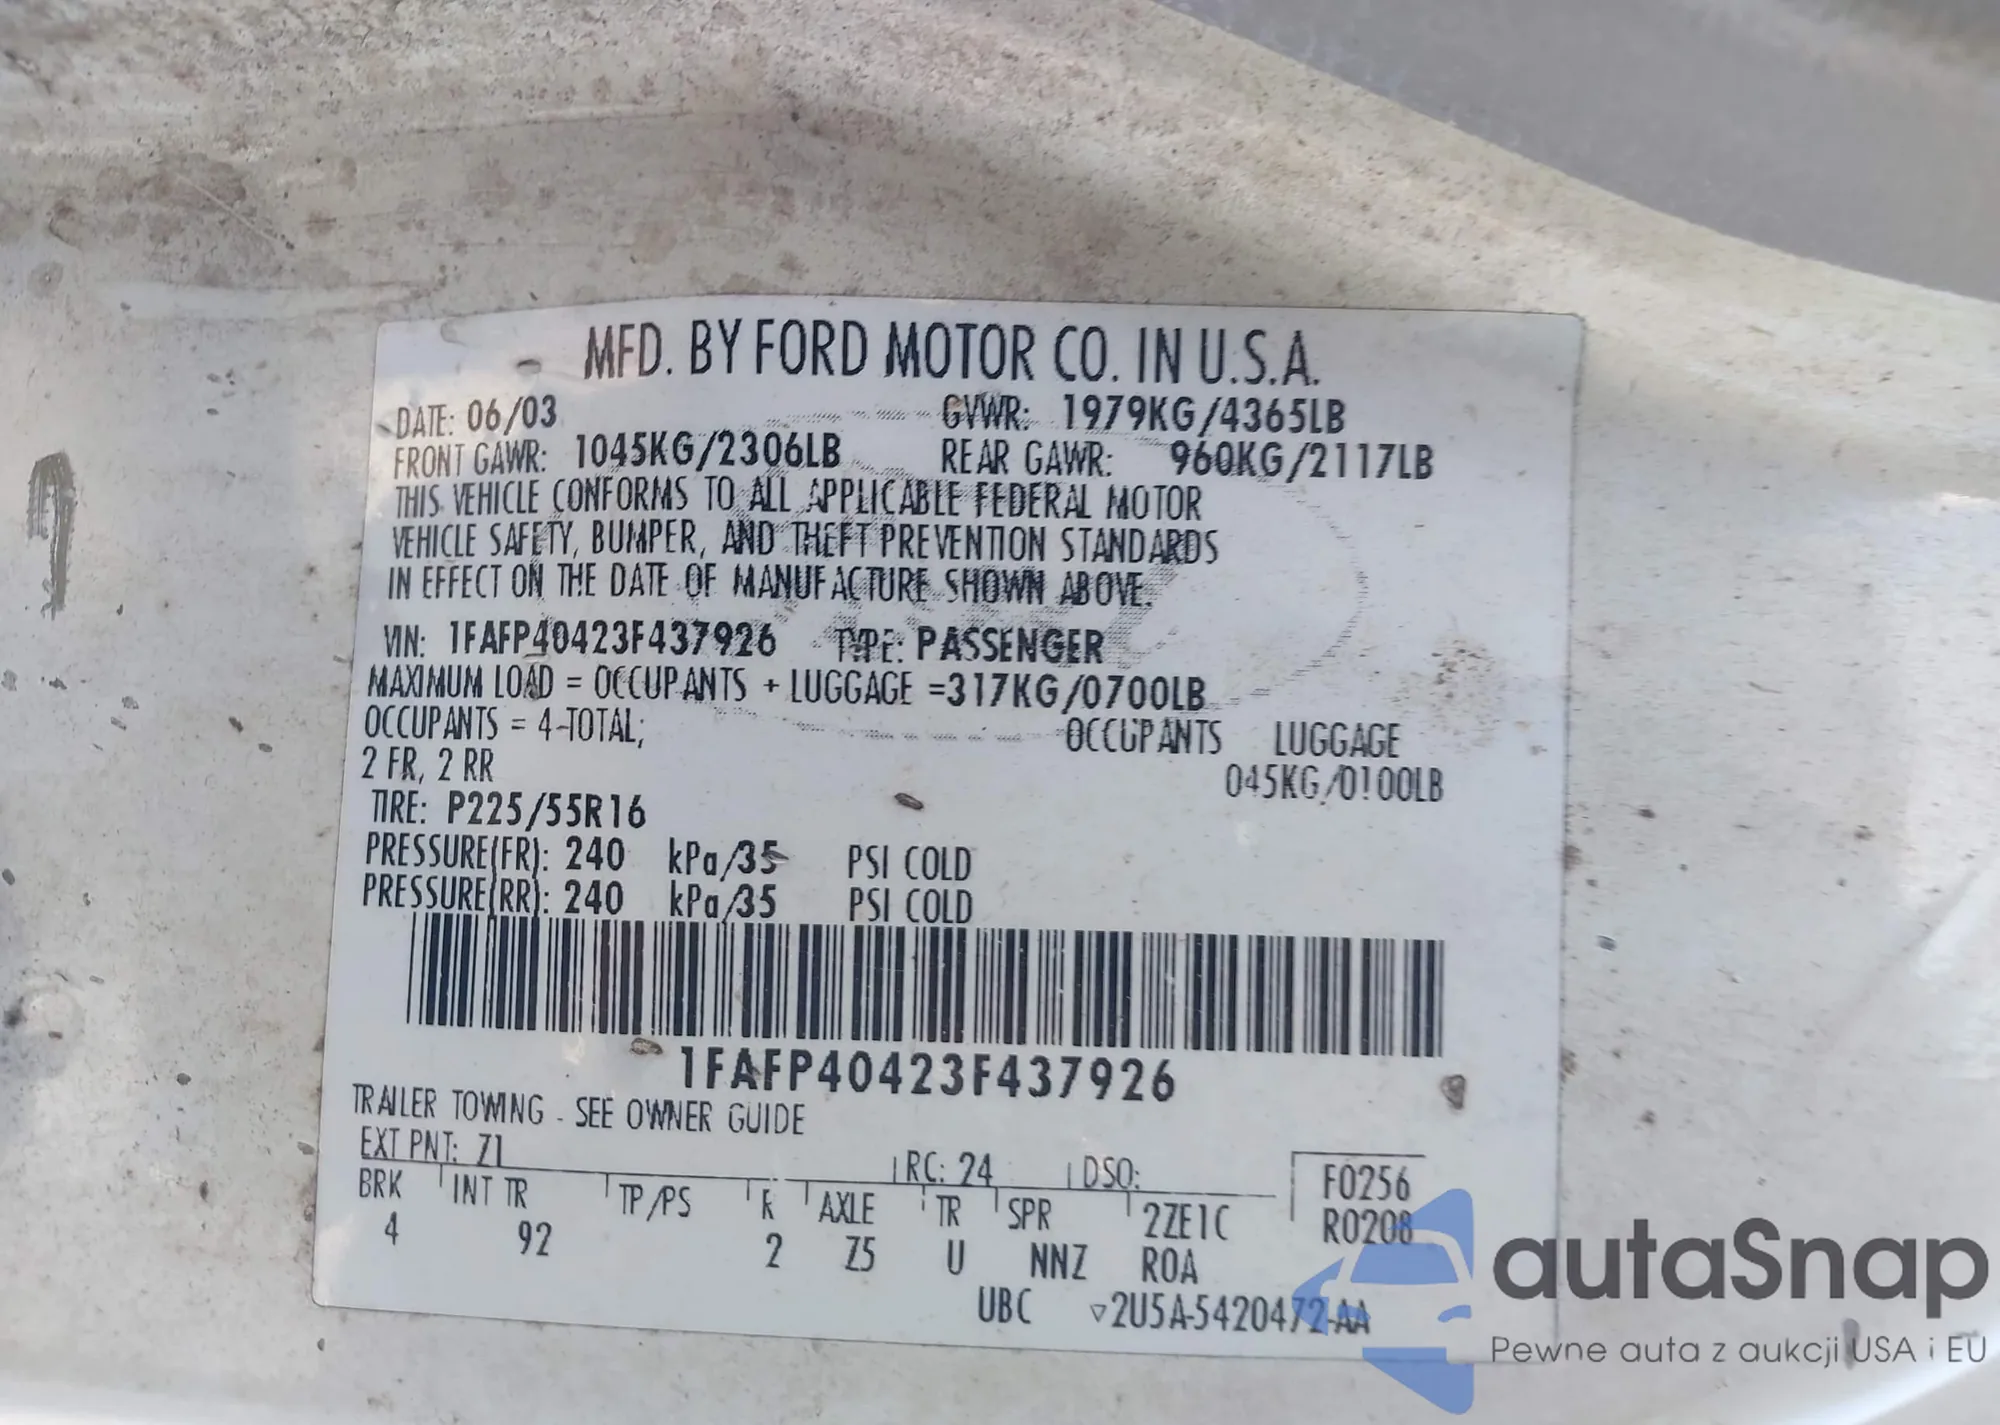 MFD. BY FORD MOTOR CO. IN U.S.A.
DATE: 06/03 GVWR: 1979KG/4365LB
FRONT GAWR: 1045KG/2306LB REAR GAWR: 960KG/2117LB
THIS VEHICLE CONFORMS TO ALL APPLICABLE FEDERAL MOTOR
VEHICLE SAFETY, BUMPER, AND THEFT PREVENTION STANDARDS
IN EFFECT ON THE DATE OF MANUFACTURE SHOWN ABOVE.
VIN: 1FAFP40423F437926 TYPE: PASSENGER
MAXIMUM LOAD = OCCUPANTS + LUGGAGE =317KG/0700LB
OCCUPANTS = 4-TOTAL; OCCUPANTS LUGGAGE
2 FR, 2 RR 045KG/0100LB
TIRE: P225/55R16
PRESSURE(FR): 240 kPa/35 PSI COLD
PRESSURE(RR): 240 kPa/35 PSI COLD
1FAFP40423F437926
TRAILER TOWING - SEE OWNER GUIDE
EXT PNT: Z1 RC: 24 DSO: F0256
BRK INT TR TP/PS R AXLE TR SPR 2ZE1C R0208
4 92 2 Z5 U NNZ ROA
UBC ▽2U5A-5420472-AA
autaSnap
Pewne auta z aukcji USA i EU